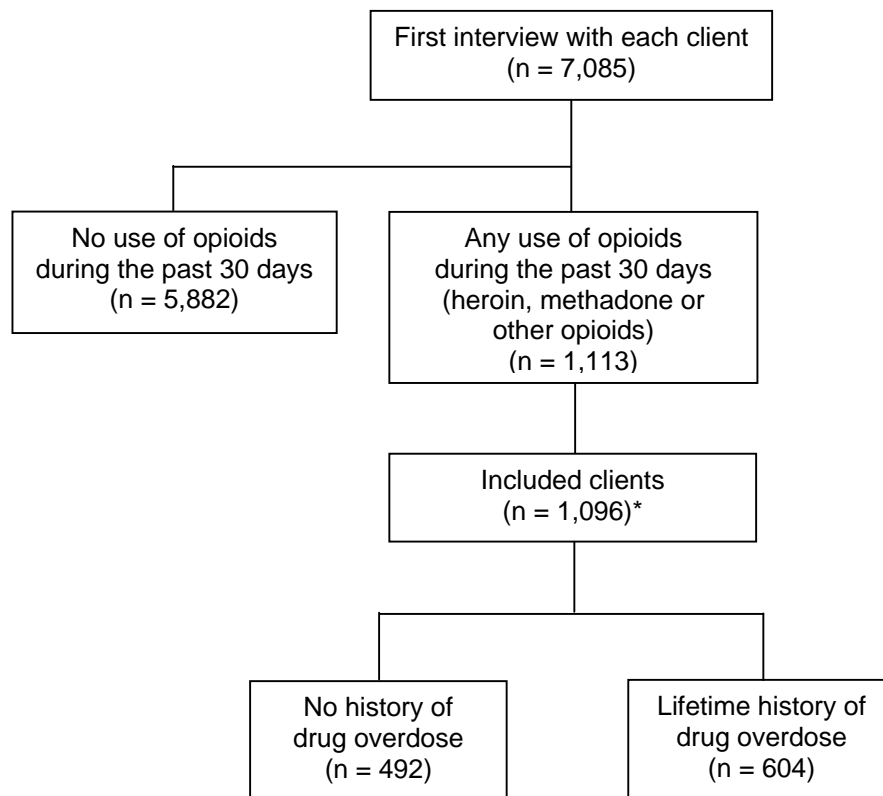 First interview with each client
(n = 7,085)
No use of opioids
during the past 30 days
(n = 5,882)
Any use of opioids
during the past 30 days
(heroin, methadone or
other opioids)
(n = 1,113)
Included clients
(n = 1,096)*
No history of
drug overdose
(n = 492)
Lifetime history of
drug overdose
(n = 604)